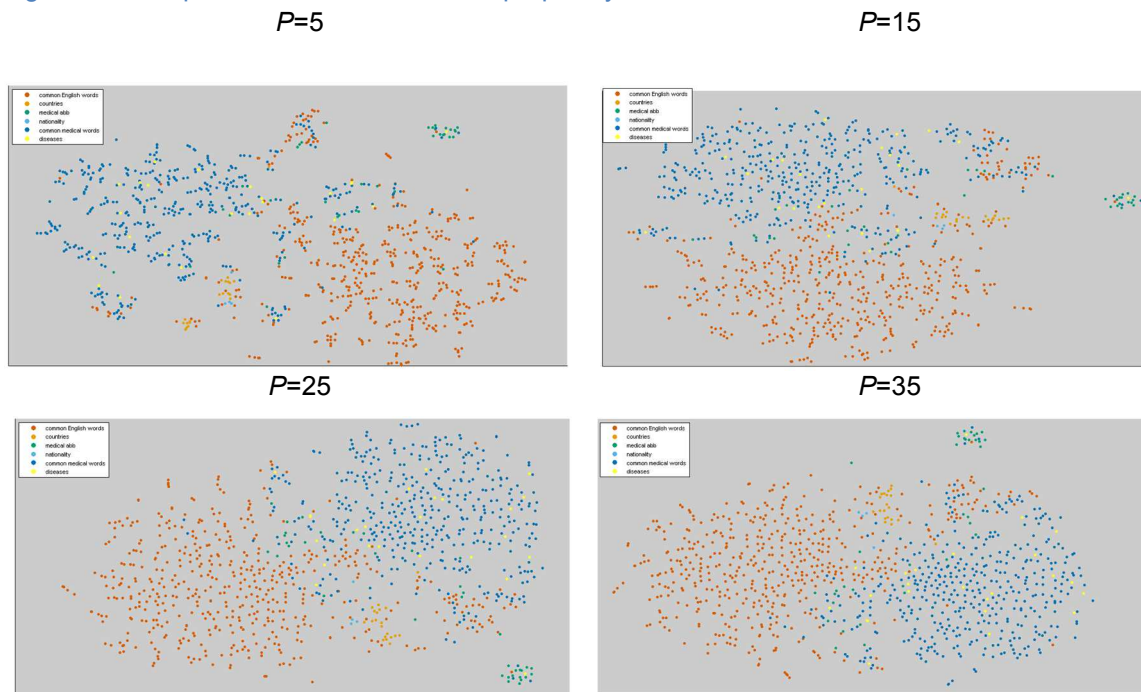 P=5
P=15
common English words
countries
medical abb
nationality
common medical words
diseases
common English words
countries
medical abb
nationality
common medical words
diseases
P=25
P=35
common English words
countries
medical abb
nationality
common medical words
diseases
common English words
countries
medical abb
nationality
common medical words
diseases